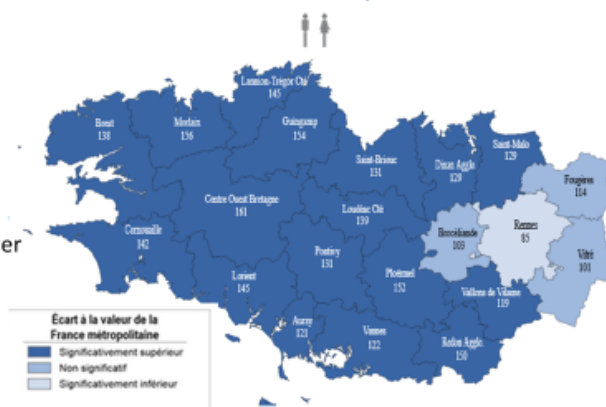 Lannion-Trégor Cté
145
Brest
138
Morlaix
156
Guingamp
154
Saint-Brieuc
131
Dinan Agglo
129
Saint-Malo
129
Fougères
114
Centre Ouest Bretagne
161
Loudéac Cté
139
Brocéliande
103
Rennes
85
Vitré
101
Cornouaille
142
er
Pontivy
131
Ploërmel
152
Lorient
145
Vallons de Vilaine
119
Auray
121
Vannes
122
Redon Agglo.
150
Écart à la valeur de la
France métropolitaine
Significativement supérieur
Non significatif
Significativement inférieur